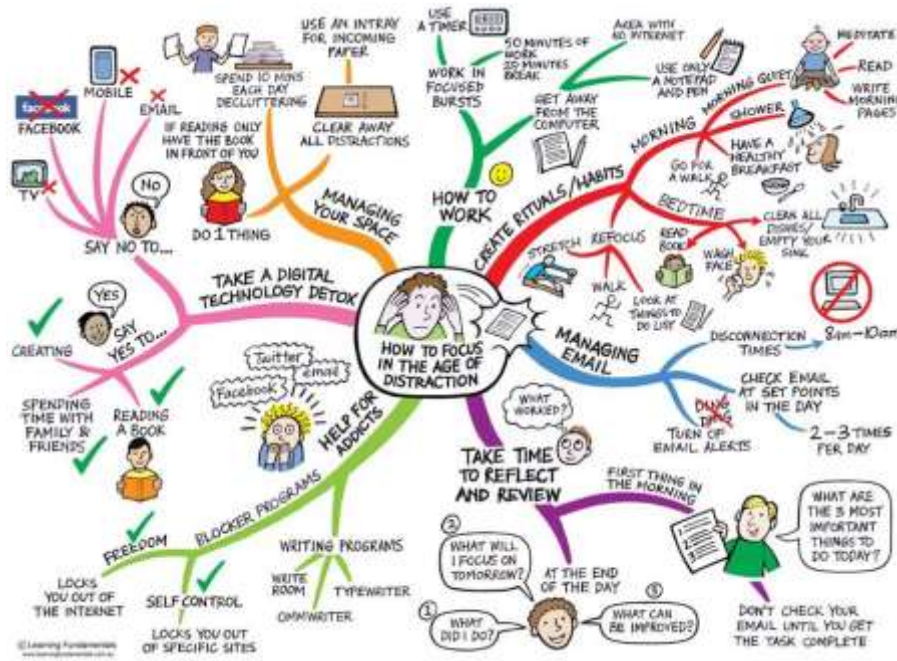 HOW TO FOCUS
IN THE AGE OF
DISTRACTION
TAKE A DIGITAL
TECHNOLOGY DETOX
NO
SAY NO TO...
TV
facebook
FACEBOOK
MOBILE
EMAIL
YES
SAY
YES TO...
CREATING
SPENDING
TIME WITH
FAMILY &
FRIENDS
READING
A BOOK
MANAGING
YOUR SPACE
SPEND 10 MINS
EACH DAY
DECLUTTERING
USE AN INTRAY
FOR INCOMING
PAPER
CLEAR AWAY
ALL DISTRACTIONS
IF READING ONLY
HAVE THE BOOK
IN FRONT OF YOU
DO 1 THING
HOW TO
WORK
WORK IN
FOCUSED
BURSTS
USE
A TIMER
50 MINUTES OF
WORK
MINUTES
BREAK
GET AWAY
FROM THE
COMPUTER
AREA WITH
NO INTERNET
USE ONLY
A NOTEPAD
AND PEN
CREATE RITUALS/HABITS
MORNING
MORNING QUIET
MEDITATE
READ
WRITE
MORNING
PAGES
SHOWER
HAVE A
HEALTHY
BREAKFAST
GO FOR
A WALK
BEDTIME
CLEAN ALL
DISHES/
EMPTY YOUR
SINK
READ
BOOK
WASH
FACE
REFOCUS
STRETCH
WALK
LOOK AT
THINGS TO
DO LIST
MANAGING
EMAIL
DISCONNECTION
TIMES
8am-10am
CHECK EMAIL
AT SET POINTS
IN THE DAY
2-3 TIMES
PER DAY
DING
DING
TURN OF
EMAIL ALERTS
TAKE TIME
TO REFLECT
AND REVIEW
WHAT
WORKED?
FIRST THING IN
THE MORNING
1
2
3
WHAT ARE
THE 3 MOST
IMPORTANT
THINGS TO
DO TODAY?
DON'T CHECK YOUR
EMAIL UNTIL YOU GET
THE TASK COMPLETE
AT THE END
OF THE DAY
1
WHAT
DID I DO?
2
WHAT WILL
I FOCUS ON
TOMORROW?
3
WHAT CAN
BE IMPROVED?
HELP FOR
ADDICTS
Twitter
email
Facebook
BLOCKER PROGRAMS
FREEDOM
LOCKS
YOU OUT OF
THE INTERNET
SELF CONTROL
LOCKS YOU OUT
OF SPECIFIC SITES
WRITING PROGRAMS
WRITE
ROOM
OMMWRITER
TYPEWRITER
© Learning Fundamentals
www.learningfundamentals.com.au